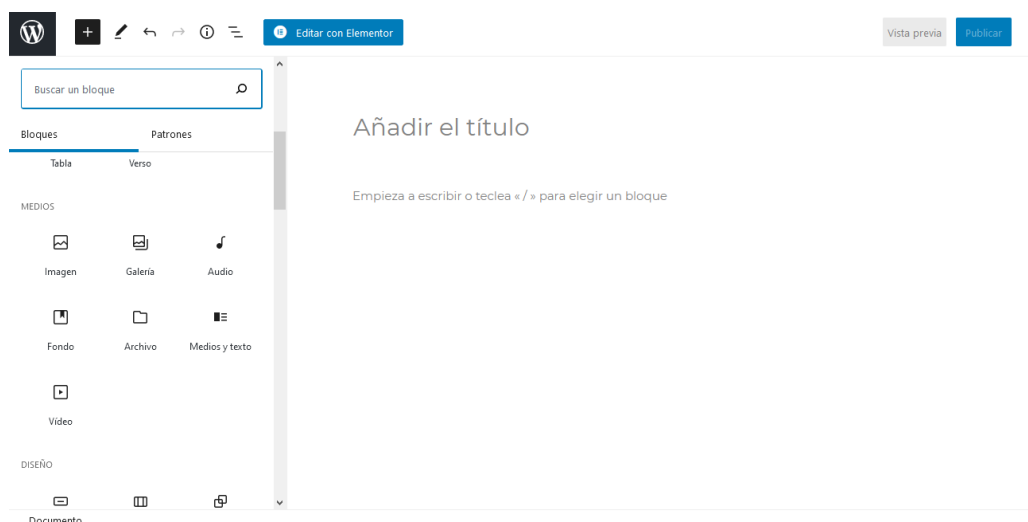 Editar con Elementor
Vista previa
Publicar
Buscar un bloque
Bloques
Patrones
Tabla
Verso
MEDIOS
Imagen
Galería
Audio
Fondo
Archivo
Medios y texto
Vídeo
DISEÑO
Documento
Añadir el título
Empieza a escribir o teclea « / » para elegir un bloque